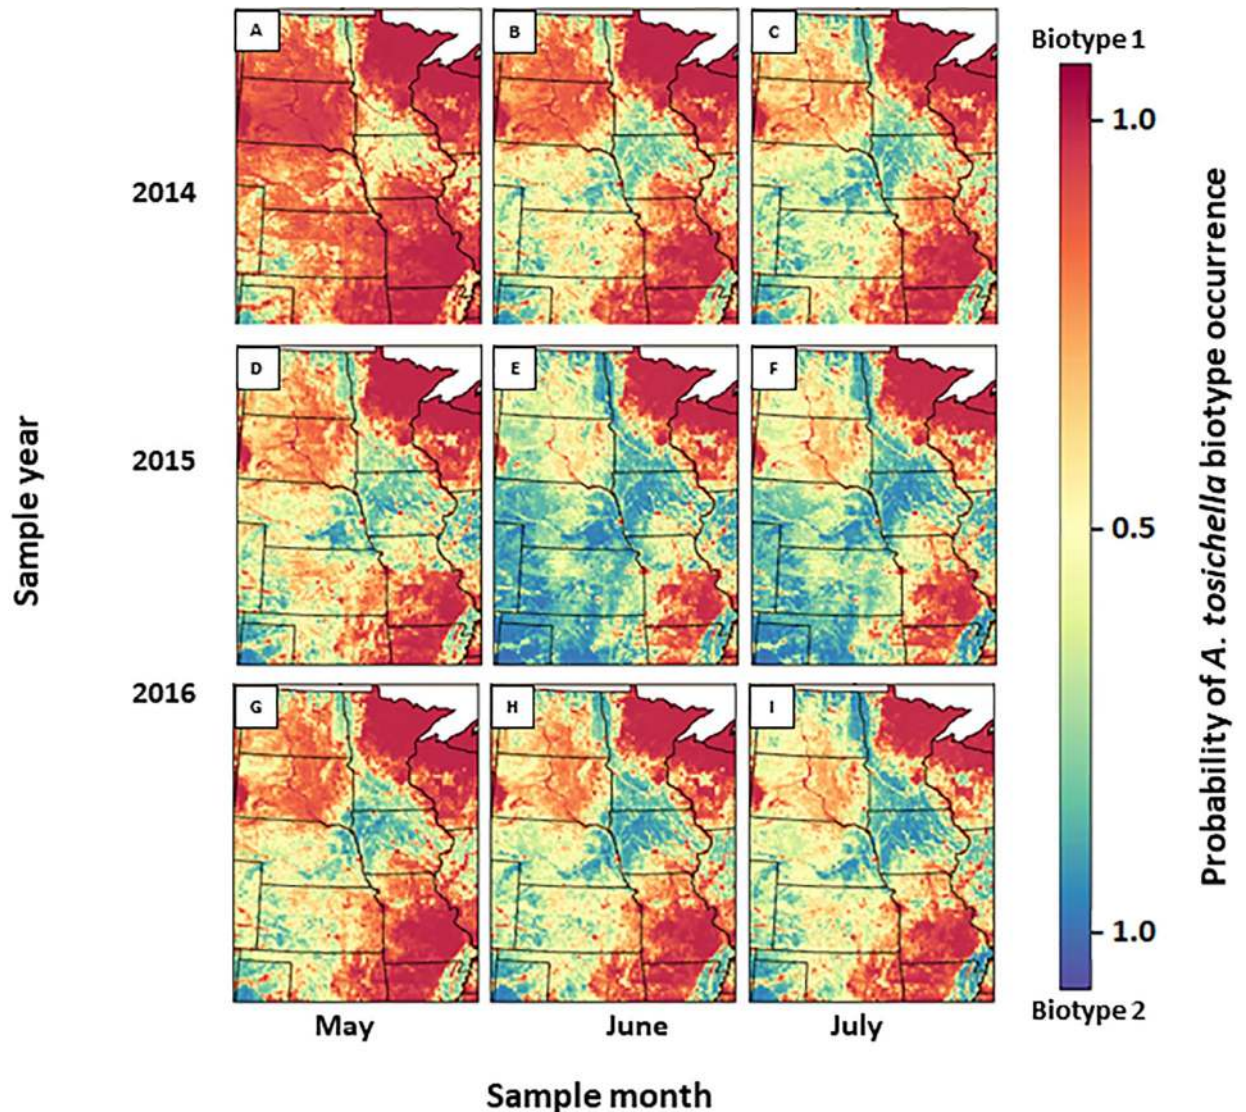 A
B
C
Biotype 1
1.0
2014
D
E
F
2015
0.5
Sample year
Probability of A. tosichella biotype occurrence
2016
G
H
I
1.0
Biotype 2
May
June
July
Sample month